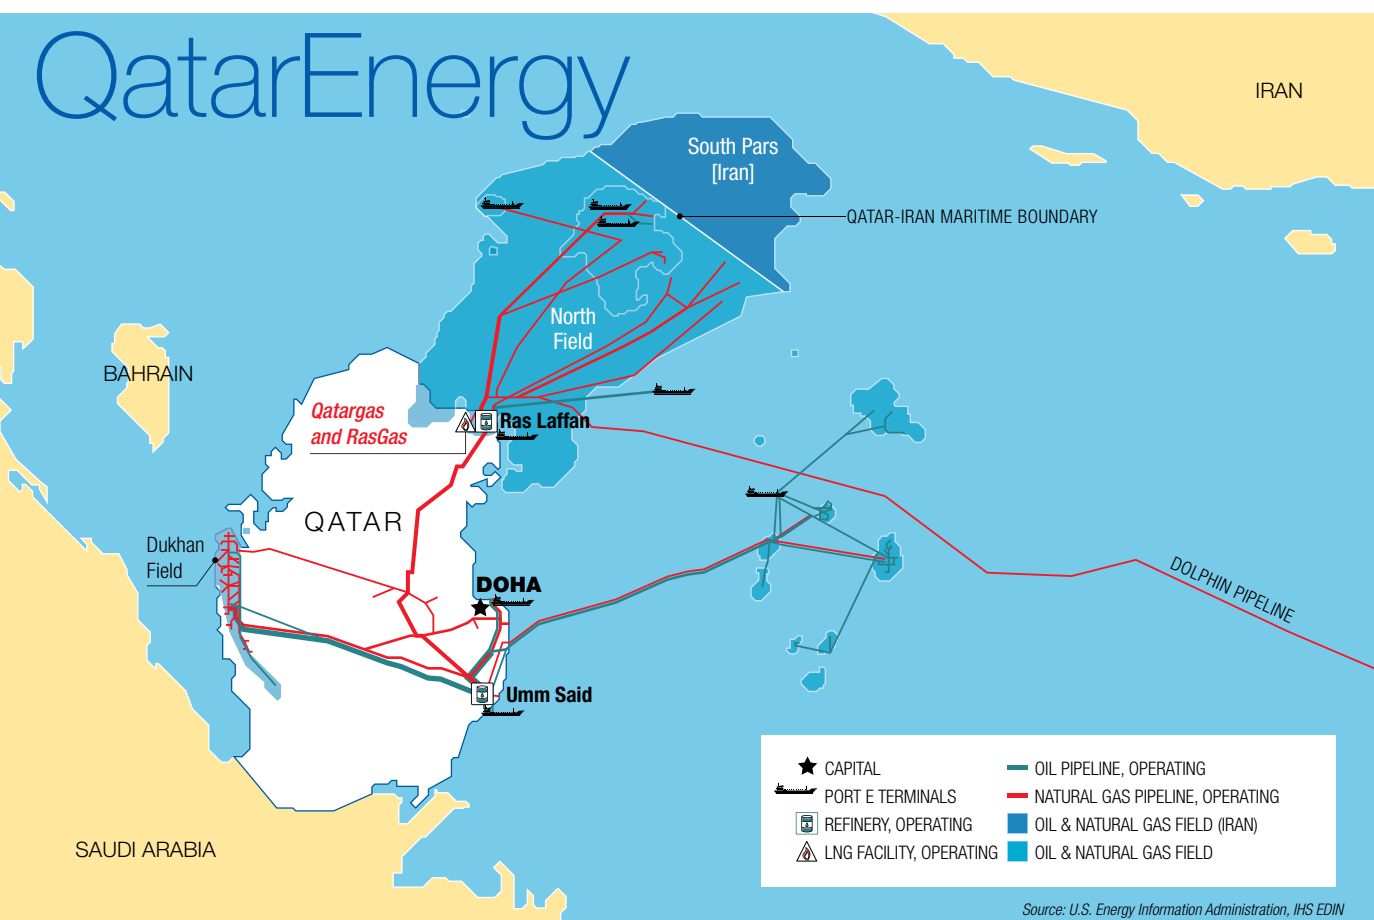 QatarEnergy
IRAN
South Pars
[Iran]
QATAR-IRAN MARITIME BOUNDARY
North
Field
BAHRAIN
Qatargas
and RasGas
Ras Laffan
QATAR
Dukhan
Field
DOHA
DOLPHIN PIPELINE
Umm Said
SAUDI ARABIA
CAPITAL
PORT E TERMINALS
REFINERY, OPERATING
LNG FACILITY, OPERATING
OIL PIPELINE, OPERATING
NATURAL GAS PIPELINE, OPERATING
OIL & NATURAL GAS FIELD (IRAN)
OIL & NATURAL GAS FIELD
Source: U.S. Energy Information Administration, IHS EDIN